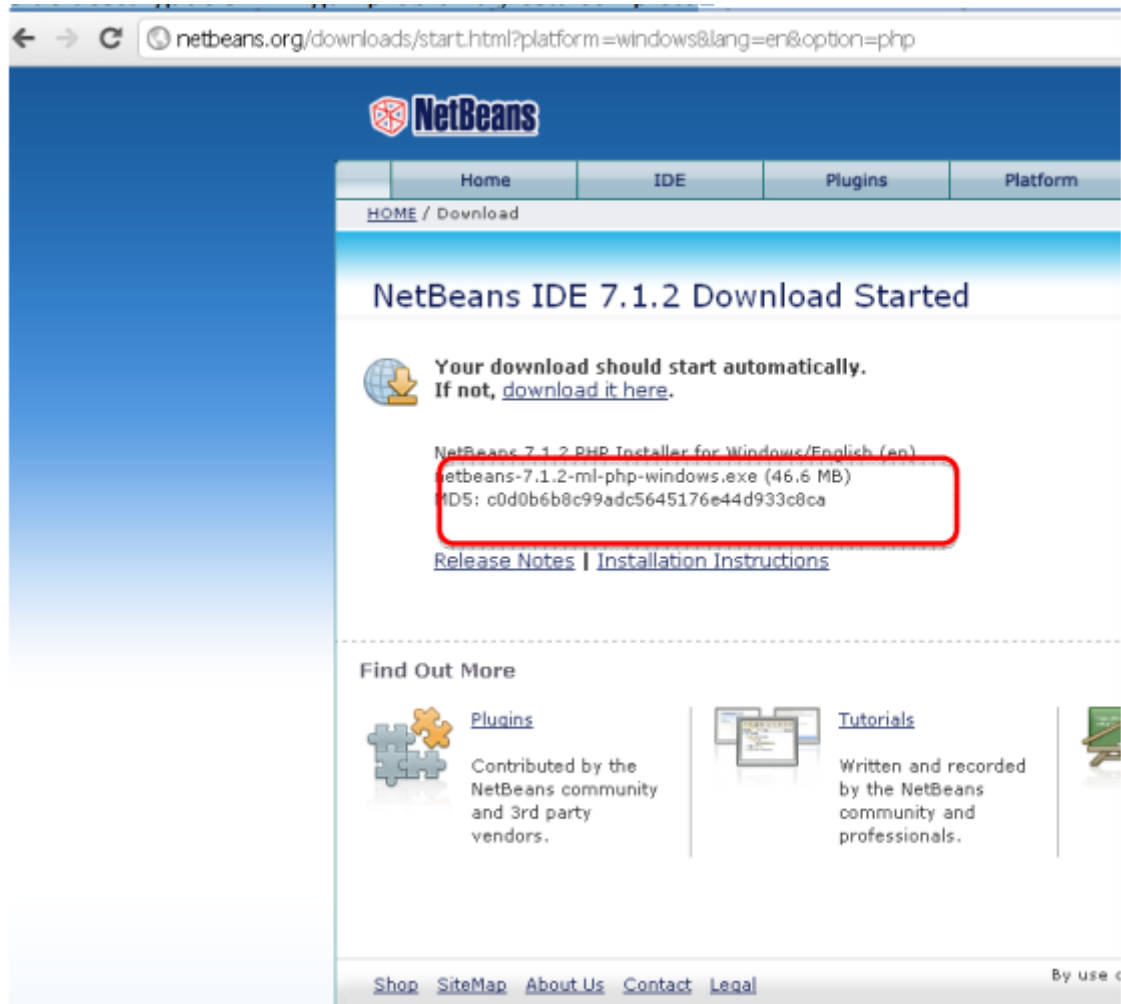 netbeans.org/downloads/start.html?platform=windows&lang=en&option=php
NetBeans
Home IDE Plugins Platform
HOME / Download
NetBeans IDE 7.1.2 Download Started
Your download should start automatically.
If not, download it here.
NetBeans 7.1.2 PHP Installer for Windows/English (en)
netbeans-7.1.2-ml-php-windows.exe (46.6 MB)
MD5: c0d0b6b8c99adc5645176e44d933c8ca
Release Notes | Installation Instructions
Find Out More
Plugins
Contributed by the
NetBeans community
and 3rd party
vendors.
Tutorials
Written and recorded
by the NetBeans
community and
professionals.
Shop SiteMap About Us Contact Legal
By use